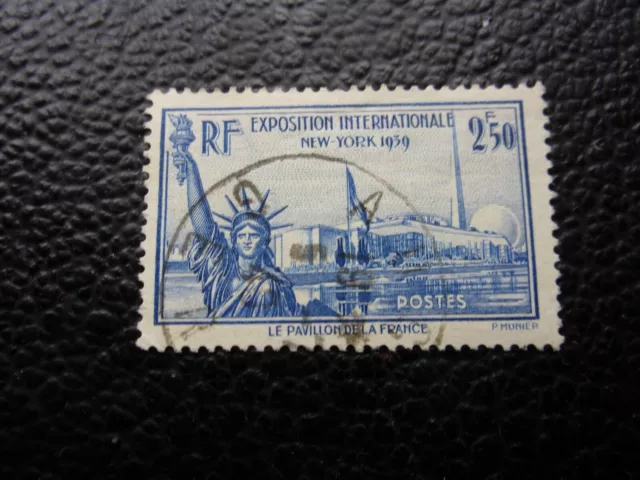 RF EXPOSITION INTERNATIONALE 2F50
NEW-YORK 1939
POSTES
LE PAVILLON DE LA FRANCE P. MUNIER